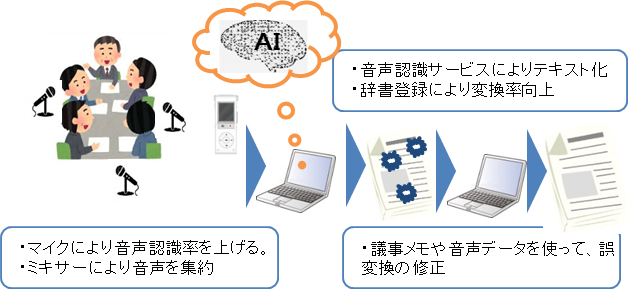 AI
・音声認識サービスによりテキスト化
・辞書登録により変換率向上
・マイクにより音声認識率を上げる。
・ミキサーにより音声を集約
・議事メモや音声データを使って、誤
変換の修正